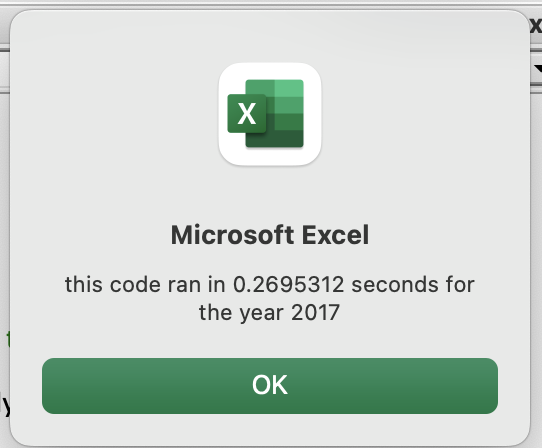 X
Microsoft Excel
this code ran in 0.2695312 seconds for
the year 2017
OK